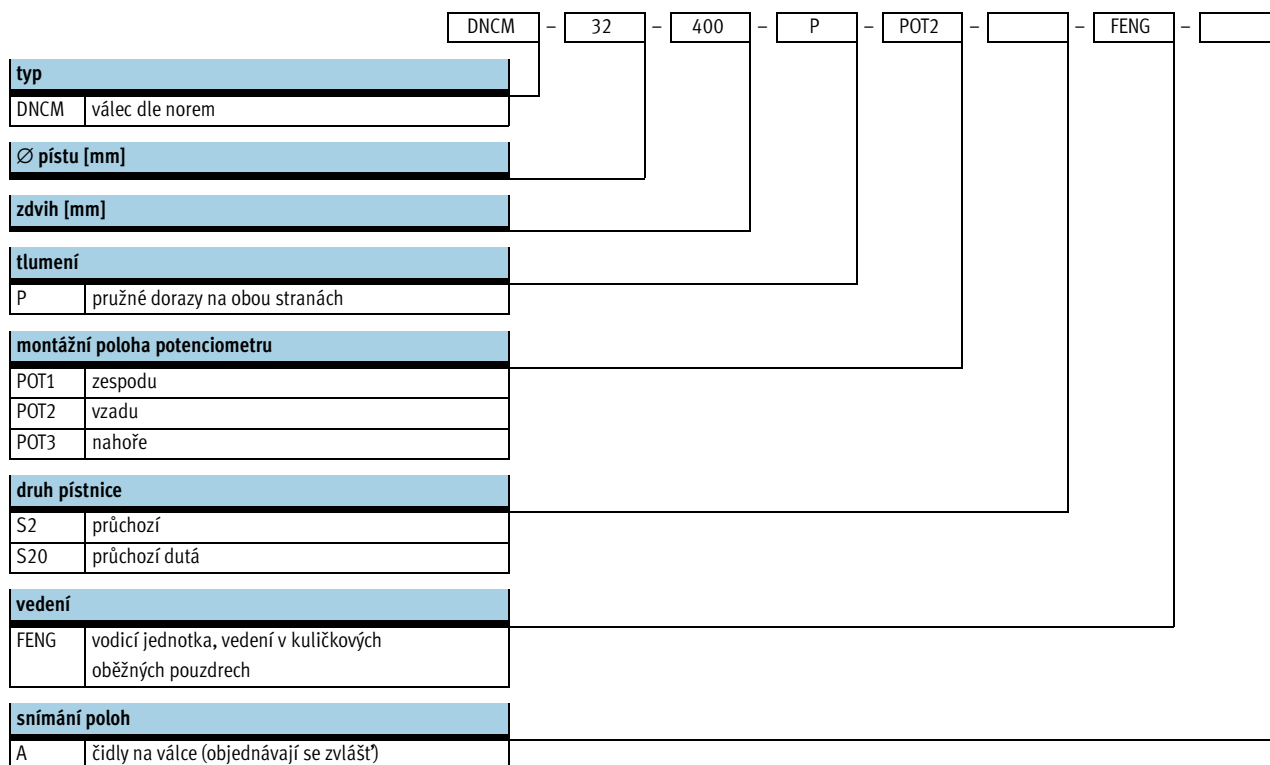 DNCM – 32 – 400 – P – POT2 – – FENG –
typ
DNCM válec dle norem
∅ pístu [mm]
zdvih [mm]
tlumení
P pružné dorazy na obou stranách
montážní poloha potenciometru
POT1 zespodu
POT2 vzadu
POT3 nahoře
druh pístnice
S2 průchozí
S20 průchozí dutá
vedení
FENG vodicí jednotka, vedení v kuličkových
oběžných pouzdrech
snímání poloh
A čidly na válce (objednávají se zvlášť)